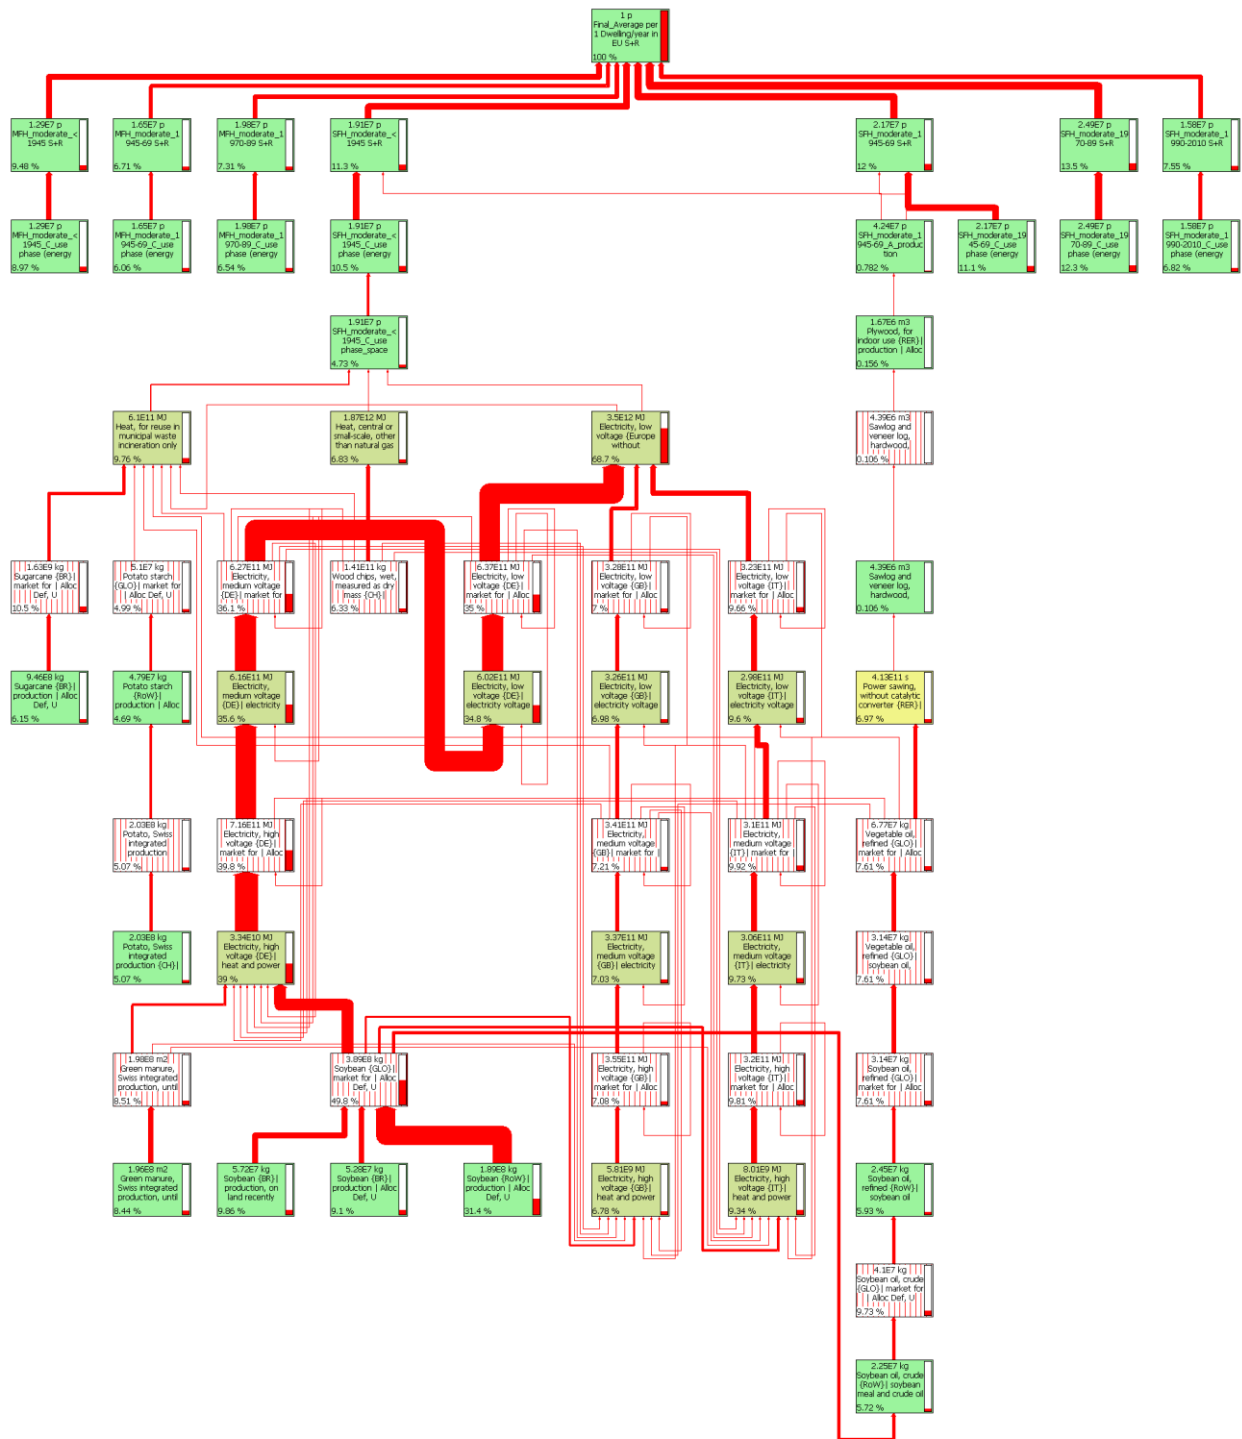 1 p
Final_Average per
1 Dwelling/year in
EU S+R
100 %
1.29E7 p
MFH_moderate_<
1945 S+R
9.48 %
1.65E7 p
MFH_moderate_1
945-69 S+R
6.71 %
1.98E7 p
MFH_moderate_1
970-89 S+R
7.31 %
1.91E7 p
SFH_moderate_<
1945 S+R
11.3 %
2.17E7 p
SFH_moderate_1
945-69 S+R
12 %
2.49E7 p
SFH_moderate_19
70-89 S+R
13.5 %
1.58E7 p
SFH_moderate_1
990-2010 S+R
7.55 %
1.29E7 p
MFH_moderate_<
1945_C_use
phase (energy
8.97 %
1.65E7 p
MFH_moderate_1
945-69_C_use
phase (energy
6.06 %
1.98E7 p
MFH_moderate_1
970-89_C_use
phase (energy
6.54 %
1.91E7 p
SFH_moderate_<
1945_C_use
phase (energy
10.5 %
4.24E7 p
SFH_moderate_1
945-69_A_produc
tion
0.782 %
2.17E7 p
SFH_moderate_19
45-69_C_use
phase (energy
11.1 %
2.49E7 p
SFH_moderate_19
70-89_C_use
phase (energy
12.3 %
1.58E7 p
SFH_moderate_1
990-2010_C_use
phase (energy
6.82 %
1.91E7 p
SFH_moderate_<
1945_C_use
phase_space
4.73 %
1.67E6 m3
Plywood, for
indoor use {RER}|
production | Alloc
0.156 %
6.1E11 MJ
Heat, for reuse in
municipal waste
incineration only
9.76 %
1.87E12 MJ
Heat, central or
small-scale, other
than natural gas
6.83 %
3.5E12 MJ
Electricity, low
voltage {Europe
without
68.7 %
4.39E6 m3
Sawlog and
veneer log,
hardwood,
0.106 %
1.63E9 kg
Sugarcane {BR}|
market for |
Alloc Def, U
10.5 %
5.1E7 kg
Potato starch
{GLO}| market for
| Alloc Def, U
4.99 %
6.27E11 MJ
Electricity,
medium voltage
{DE}| market for
36.1 %
1.41E11 kg
Wood chips, wet,
measured as dry
mass {CH}|
6.33 %
6.37E11 MJ
Electricity, low
voltage {DE}|
market for | Alloc
35 %
3.28E11 MJ
Electricity, low
voltage {GB}|
market for | Alloc
7 %
3.23E11 MJ
Electricity, low
voltage {IT}|
market for | Alloc
9.66 %
4.39E6 m3
Sawlog and
veneer log,
hardwood,
0.106 %
9.46E8 kg
Sugarcane {BR}|
production | Alloc
Def, U
6.15 %
4.79E7 kg
Potato starch
{RoW}|
production | Alloc
4.69 %
6.16E11 MJ
Electricity,
medium voltage
{DE}| electricity
35.6 %
6.02E11 MJ
Electricity, low
voltage {DE}|
electricity voltage
34.8 %
3.26E11 MJ
Electricity, low
voltage {GB}|
electricity voltage
6.98 %
2.98E11 MJ
Electricity, low
voltage {IT}|
electricity voltage
9.6 %
4.13E11 s
Power sawing,
without catalytic
converter {RER}|
6.97 %
2.03E8 kg
Potato, Swiss
integrated
production
5.07 %
7.16E11 MJ
Electricity, high
voltage {DE}|
market for | Alloc
39.8 %
3.41E11 MJ
Electricity,
medium voltage
{GB}| market for |
7.21 %
3.1E11 MJ
Electricity,
medium voltage
{IT}| market for |
9.92 %
6.77E7 kg
Vegetable oil,
refined {GLO}|
market for | Alloc
7.61 %
2.03E8 kg
Potato, Swiss
integrated
production {CH}|
5.07 %
3.34E10 MJ
Electricity, high
voltage {DE}|
heat and power
39 %
3.37E11 MJ
Electricity,
medium voltage
{GB}| electricity
7.03 %
3.06E11 MJ
Electricity,
medium voltage
{IT}| electricity
9.73 %
3.14E7 kg
Vegetable oil,
refined {GLO}|
soybean oil,
7.61 %
1.98E8 m2
Green manure,
Swiss integrated
production, until
8.51 %
3.89E8 kg
Soybean {GLO}|
market for | Alloc
Def, U
49.8 %
3.55E11 MJ
Electricity, high
voltage {GB}|
market for | Alloc
7.08 %
3.2E11 MJ
Electricity, high
voltage {IT}|
market for | Alloc
9.81 %
3.14E7 kg
Soybean oil,
refined {GLO}|
market for | Alloc
7.61 %
1.96E8 m2
Green manure,
Swiss integrated
production, until
8.44 %
5.72E7 kg
Soybean {BR}|
production, on
land recently
9.86 %
5.28E7 kg
Soybean {BR}|
production | Alloc
Def, U
9.1 %
1.89E8 kg
Soybean {RoW}|
production | Alloc
Def, U
31.4 %
5.81E9 MJ
Electricity, high
voltage {GB}|
heat and power
6.78 %
8.01E9 MJ
Electricity, high
voltage {IT}|
heat and power
9.34 %
2.45E7 kg
Soybean oil,
refined {RoW}|
soybean oil
5.93 %
4.1E7 kg
Soybean oil, crude
{GLO}| market for
| Alloc Def, U
9.73 %
2.25E7 kg
Soybean oil, crude
{RoW}| soybean
meal and crude oil
5.72 %